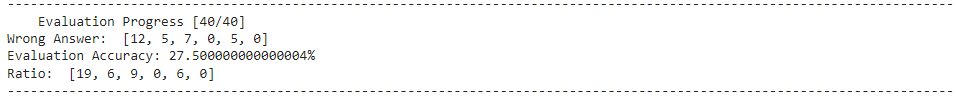 --------------------------------------------------------------------------------------------------------------------------
Evaluation Progress [40/40]
Wrong Answer:  [12, 5, 7, 0, 5, 0]
Evaluation Accuracy: 27.500000000000004%
Ratio:  [19, 6, 9, 0, 6, 0]
--------------------------------------------------------------------------------------------------------------------------